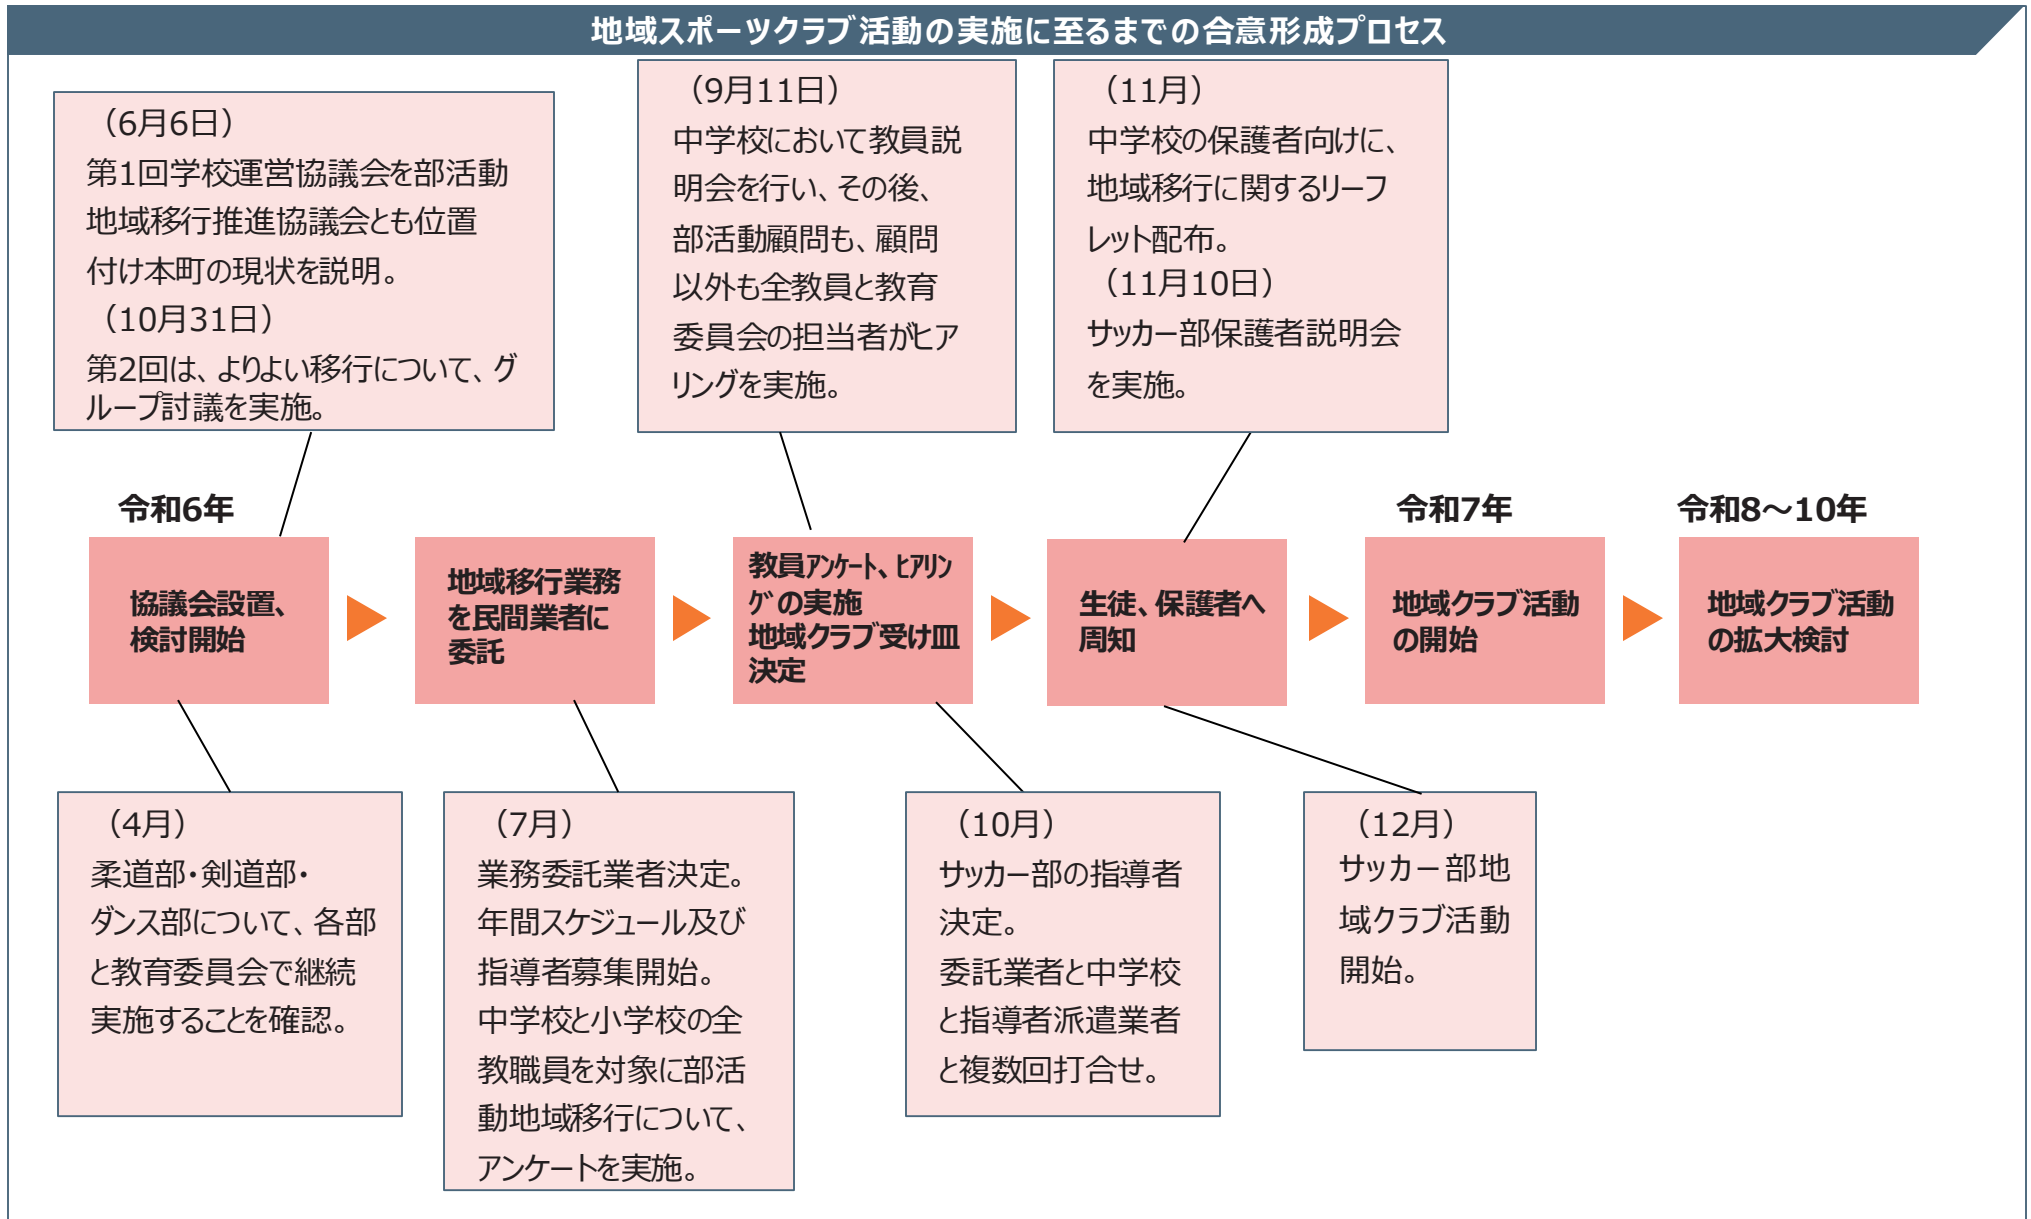 地域スポーツクラブ活動の実施に至るまでの合意形成プロセス
（6月6日）
第1回学校運営協議会を部活動
地域移行推進協議会とも位置
付け本町の現状を説明。
（10月31日）
第2回は、よりよい移行について、グ
ループ討議を実施。
（9月11日）
中学校において教員説
明会を行い、その後、
部活動顧問も、顧問
以外も全教員と教育
委員会の担当者がヒア
リングを実施。
（11月）
中学校の保護者向けに、
地域移行に関するリーフ
レット配布。
（11月10日）
サッカー部保護者説明会
を実施。
令和6年
令和7年
令和8～10年
協議会設置、
検討開始
地域移行業務
を民間業者に
委託
教員ｱﾝｹｰﾄ、ﾋｱﾘﾝ
ｸﾞの実施
地域クラブ受け皿
決定
生徒、保護者へ
周知
地域クラブ活動
の開始
地域クラブ活動
の拡大検討
（4月）
柔道部・剣道部・
ダンス部について、各部
と教育委員会で継続
実施することを確認。
（7月）
業務委託業者決定。
年間スケジュール及び
指導者募集開始。
中学校と小学校の全
教職員を対象に部活
動地域移行について、
アンケートを実施。
（10月）
サッカー部の指導者
決定。
委託業者と中学校
と指導者派遣業者
と複数回打合せ。
（12月）
サッカー部地
域クラブ活動
開始。